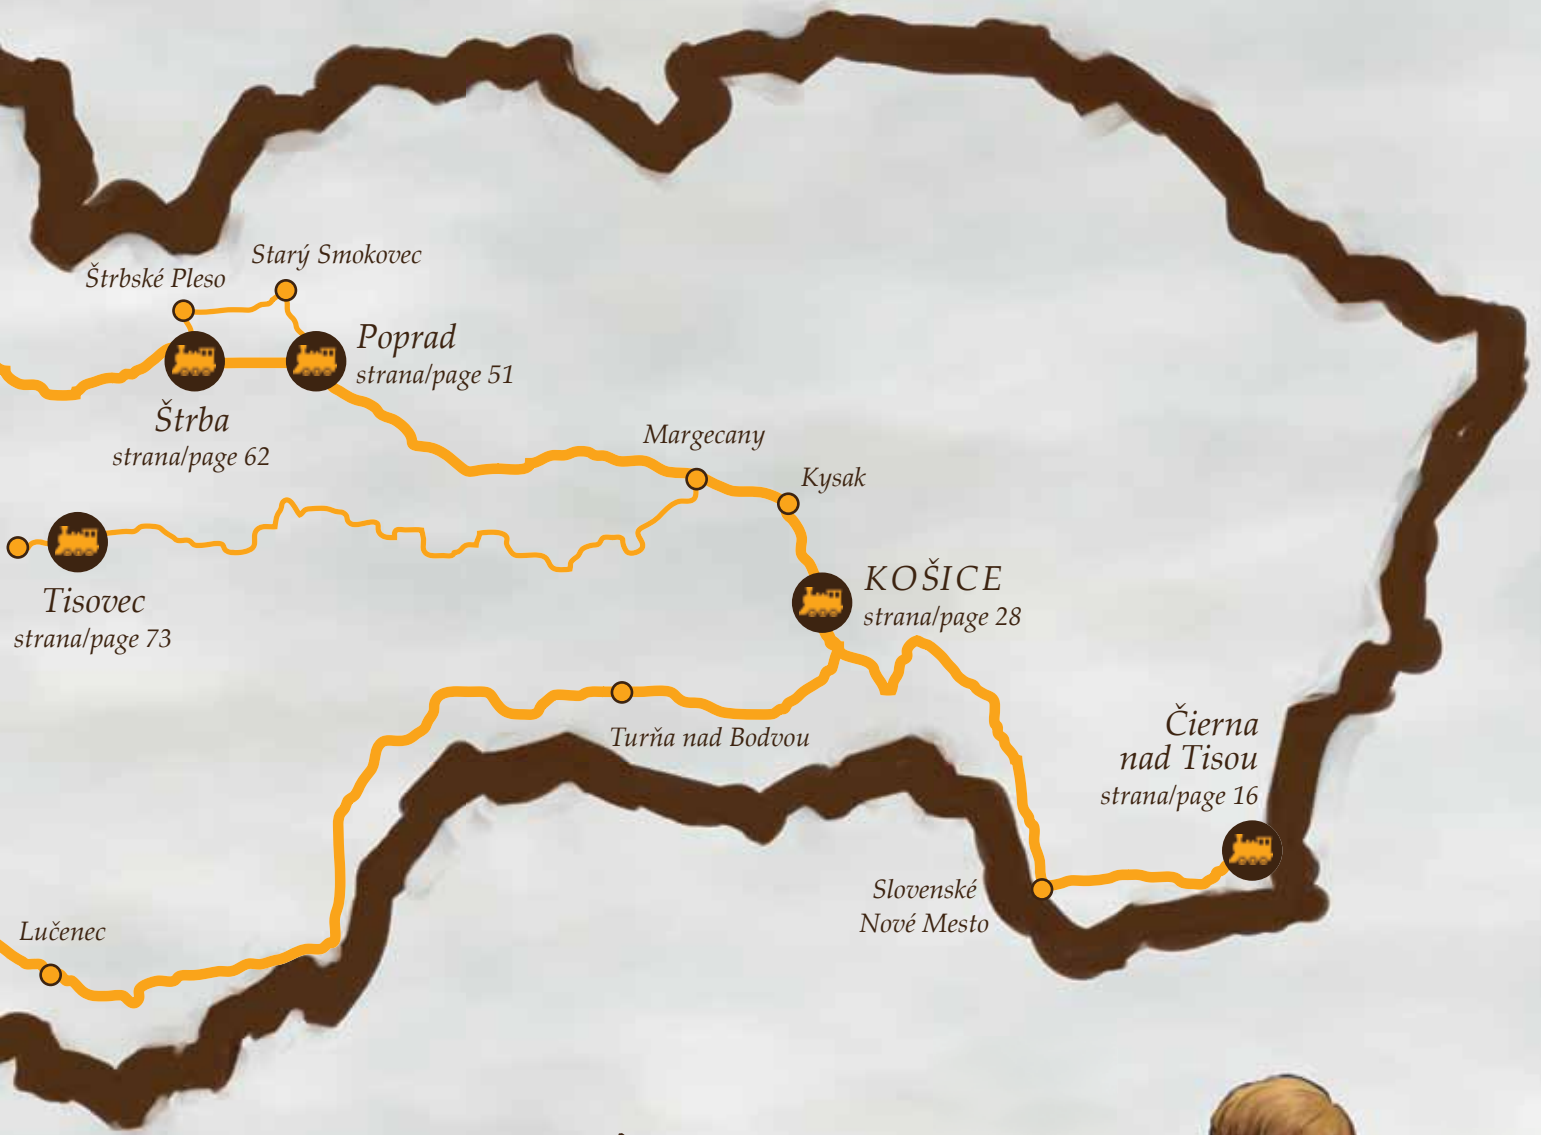 Starý Smokovec
Štrbské Pleso
Poprad
strana/page 51
Štrba
strana/page 62
Margecany
Kysak
Tisovec
strana/page 73
KOŠICE
strana/page 28
Turňa nad Bodvou
Čierna
nad Tisou
strana/page 16
Slovenské
Nové Mesto
Lučenec